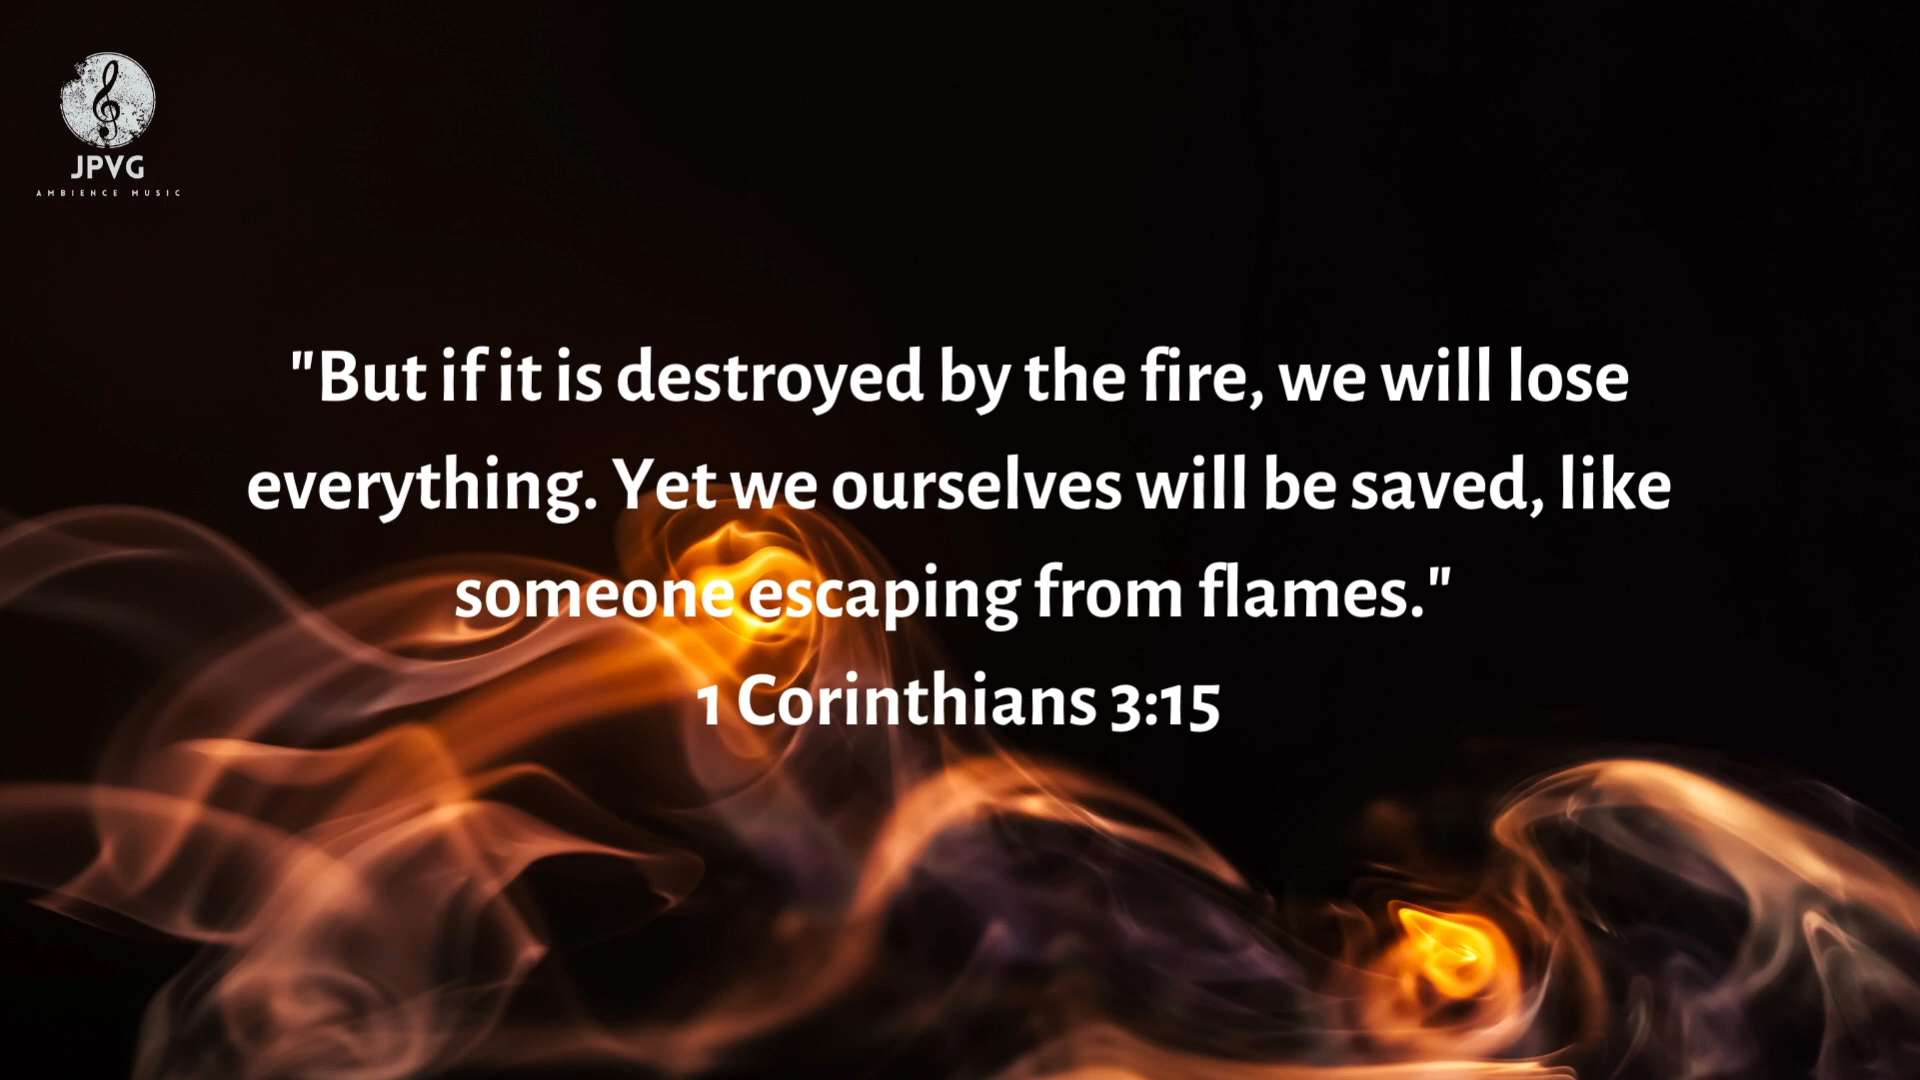 JPVG
AMBIENCE MUSIC
"But if it is destroyed by the fire, we will lose
everything. Yet we ourselves will be saved, like
someone escaping from flames."
1 Corinthians 3:15